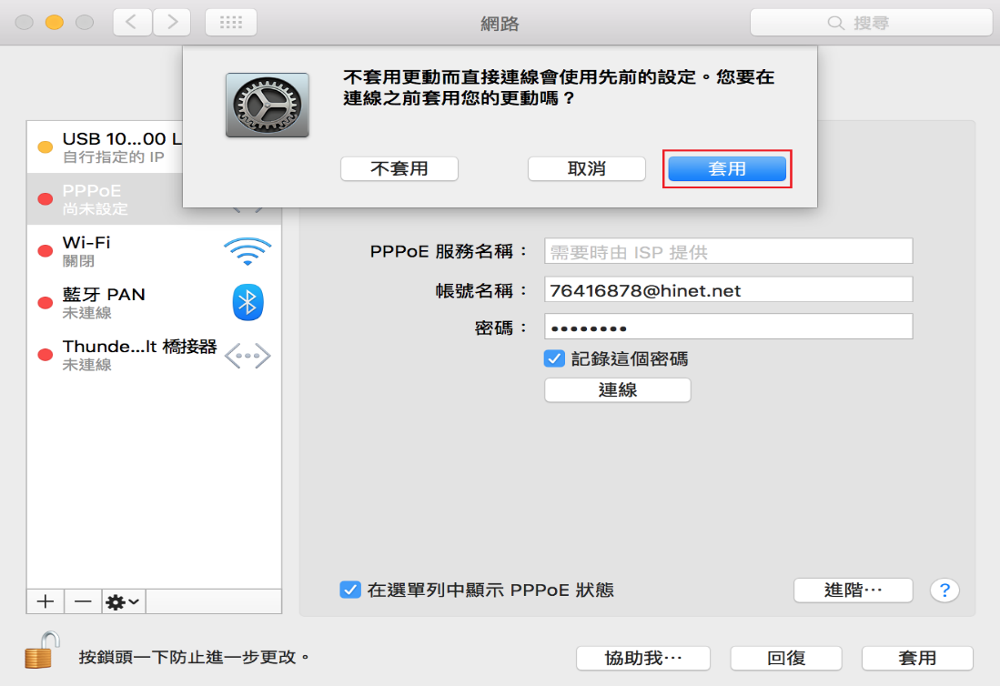 網路
搜尋
不套用更動而直接連線會使用先前的設定。您要在
連線之前套用您的更動嗎？
不套用
取消
套用
USB 10...00 L
自行指定的 IP
PPPoE
尚未設定
Wi-Fi
關閉
藍牙 PAN
未連線
Thunde...lt 橋接器
未連線
PPPoE 服務名稱：
需要時由 ISP 提供
帳號名稱：
76416878@hinet.net
密碼：
••••••••
記錄這個密碼
連線
在選單列中顯示 PPPoE 狀態
進階⋯
?
按鎖頭一下防止進一步更改。
協助我⋯
回復
套用